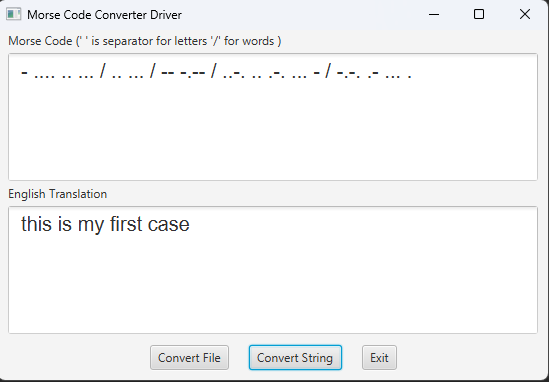 Morse Code Converter Driver
Morse Code (' ' is separator for letters '/' for words )
- .... .. ... / .. ... / -- -.-- / ..-. .. .-. ... - / -.-. .- ... .
English Translation
this is my first case
Convert File Convert String Exit